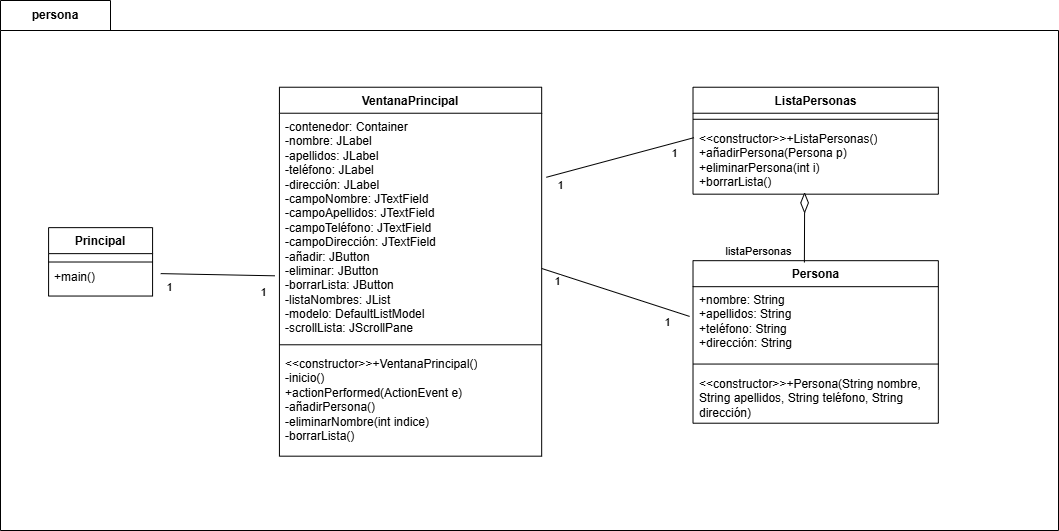 persona
Principal
+main()
1
1
VentanaPrincipal
-contenedor: Container
-nombre: JLabel
-apellidos: JLabel
-teléfono: JLabel
-dirección: JLabel
-campoNombre: JTextField
-campoApellidos: JTextField
-campoTeléfono: JTextField
-campoDirección: JTextField
-añadir: JButton
-eliminar: JButton
-borrarLista: JButton
-listaNombres: JList
-modelo: DefaultListModel
-scrollLista: JScrollPane
<<constructor>>+VentanaPrincipal()
-inicio()
+actionPerformed(ActionEvent e)
-añadirPersona()
-eliminarNombre(int indice)
-borrarLista()
1
1
1
1
ListaPersonas
<<constructor>>+ListaPersonas()
+añadirPersona(Persona p)
+eliminarPersona(int i)
+borrarLista()
listaPersonas
Persona
+nombre: String
+apellidos: String
+teléfono: String
+dirección: String
<<constructor>>+Persona(String nombre,
String apellidos, String teléfono, String
dirección)